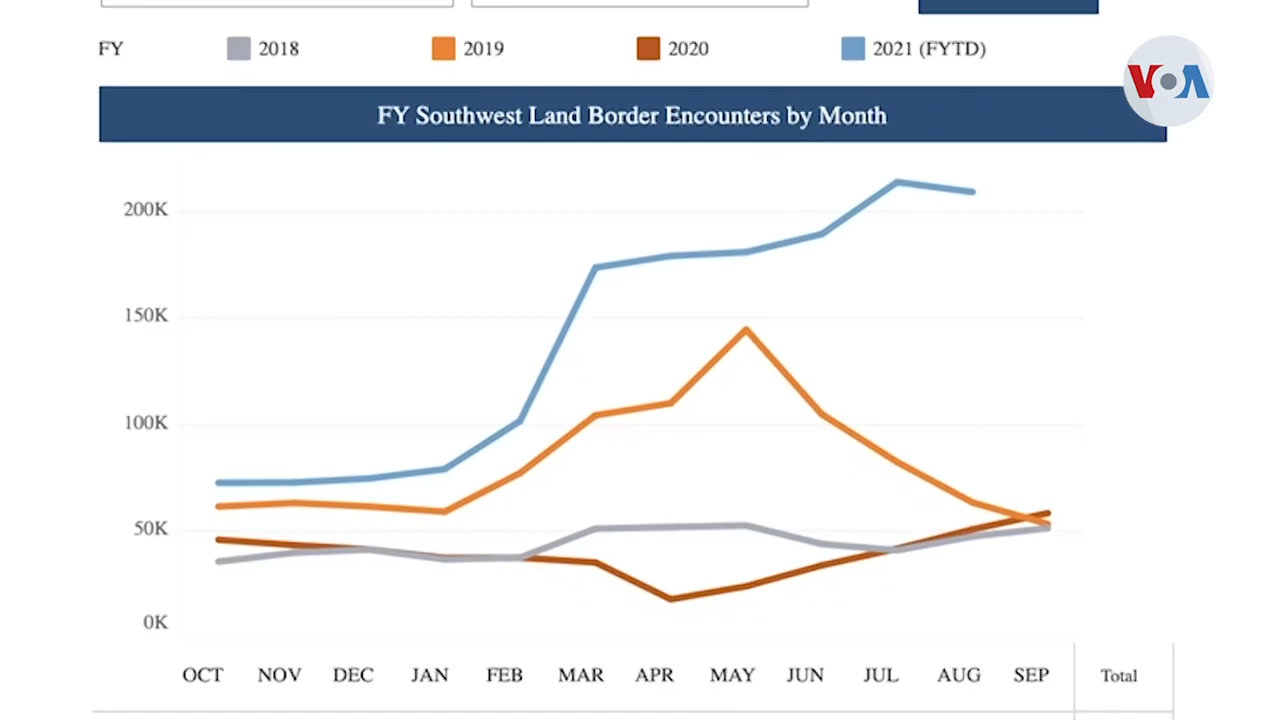 FY 2018 2019 2020 2021 (FYTD)
VOA
FY Southwest Land Border Encounters by Month
200K
150K
100K
50K
0K
OCT NOV DEC JAN FEB MAR APR MAY JUN JUL AUG SEP Total